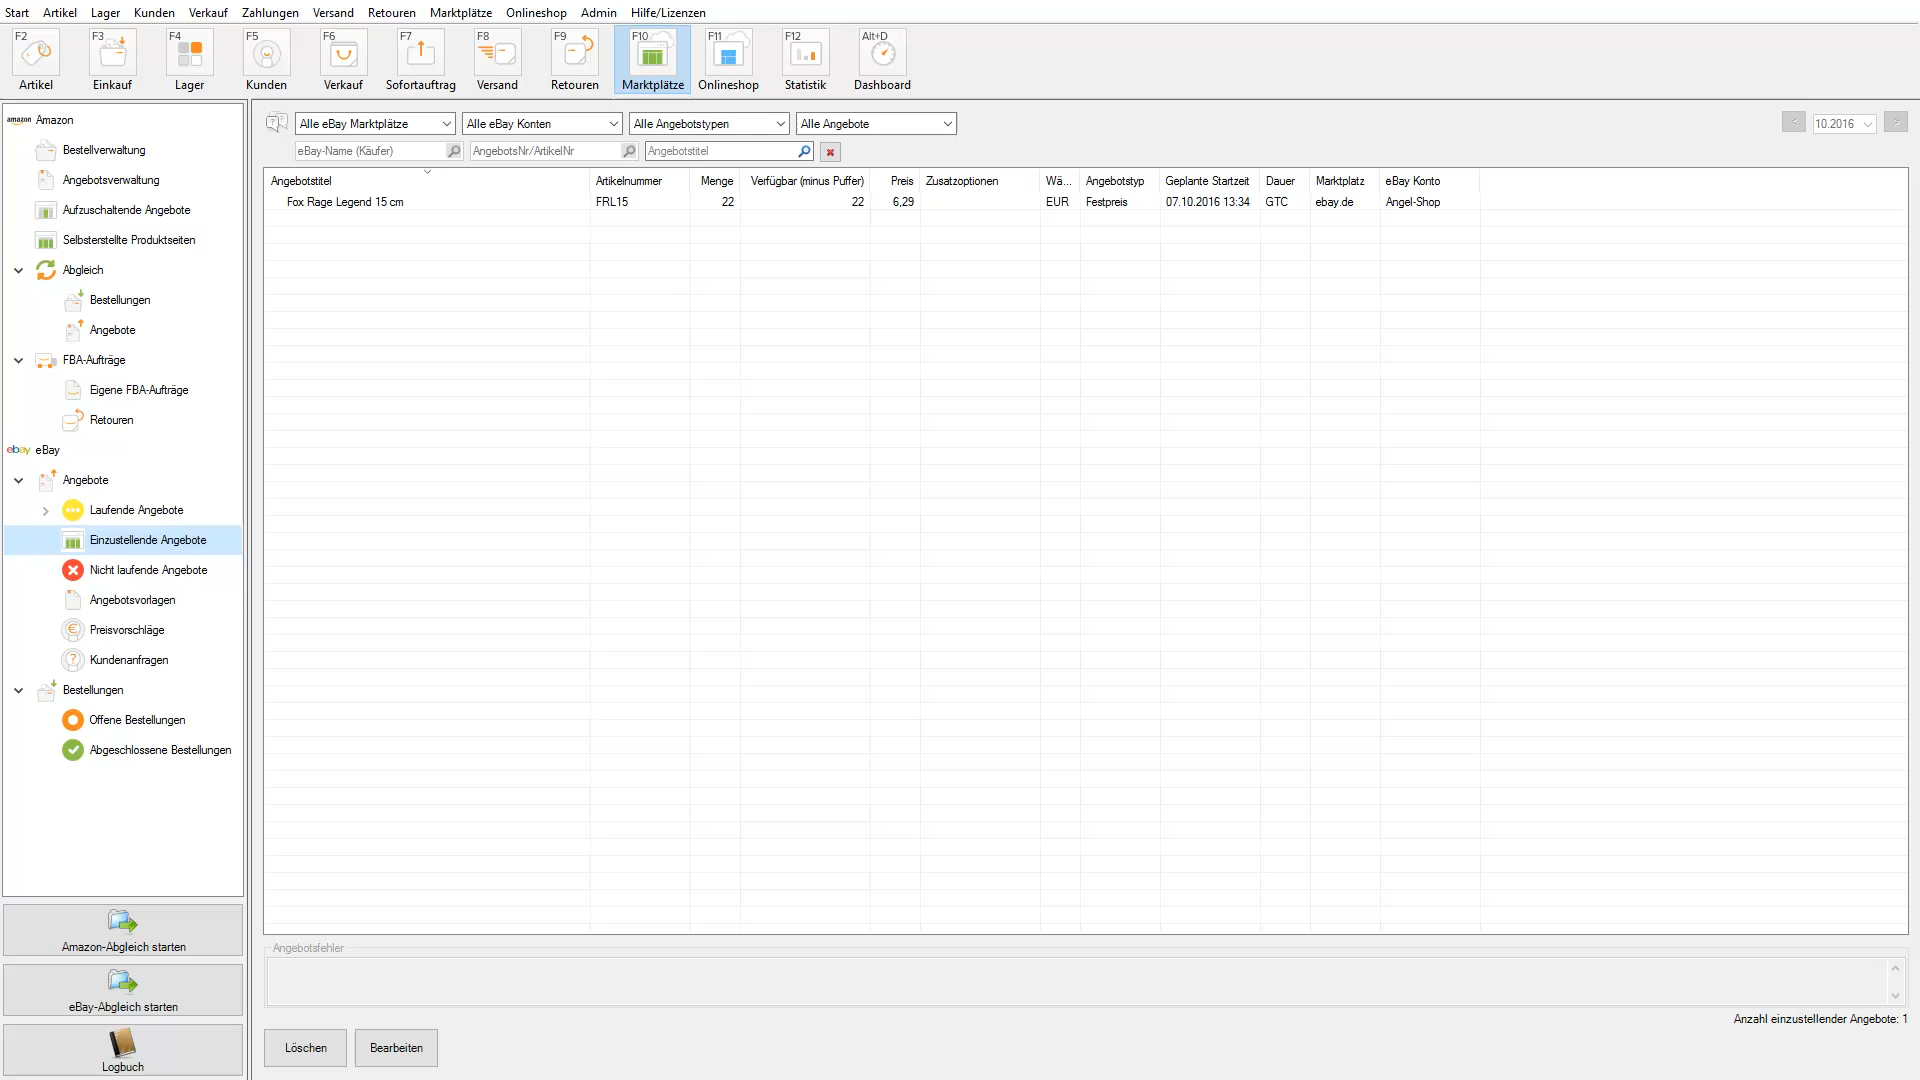 Start Artikel Lager Kunden Verkauf Zahlungen Versand Retouren Marktplätze Onlineshop Admin Hilfe/Lizenzen
F2 F3 F4 F5 F6 F7 F8 F9 F10 F11 F12 Alt+D
Artikel Einkauf Lager Kunden Verkauf Sofortauftrag Versand Retouren Marktplätze Onlineshop Statistik Dashboard
amazon Amazon
Bestellverwaltung
Angebotsverwaltung
Aufzuschaltende Angebote
Selbsterstellte Produktseiten
Abgleich
Bestellungen
Angebote
FBA-Aufträge
Eigene FBA-Aufträge
Retouren
ebay eBay
Angebote
Laufende Angebote
Einzustellende Angebote
Nicht laufende Angebote
Angebotsvorlagen
Preisvorschläge
Kundenanfragen
Bestellungen
Offene Bestellungen
Abgeschlossene Bestellungen
Amazon-Abgleich starten
eBay-Abgleich starten
Logbuch
Alle eBay Marktplätze Alle eBay Konten Alle Angebotstypen Alle Angebote < 10.2016 >
eBay-Name (Käufer) AngebotsNr/ArtikelNr Angebotstitel
Angebotstitel Artikelnummer Menge Verfügbar (minus Puffer) Preis Zusatzoptionen Wä... Angebotstyp Geplante Startzeit Dauer Marktplatz eBay Konto
Fox Rage Legend 15 cm FRL15 22 22 6,29 EUR Festpreis 07.10.2016 13:34 GTC ebay.de Angel-Shop
Angebotsfehler
Anzahl einzustellender Angebote: 1
Löschen Bearbeiten